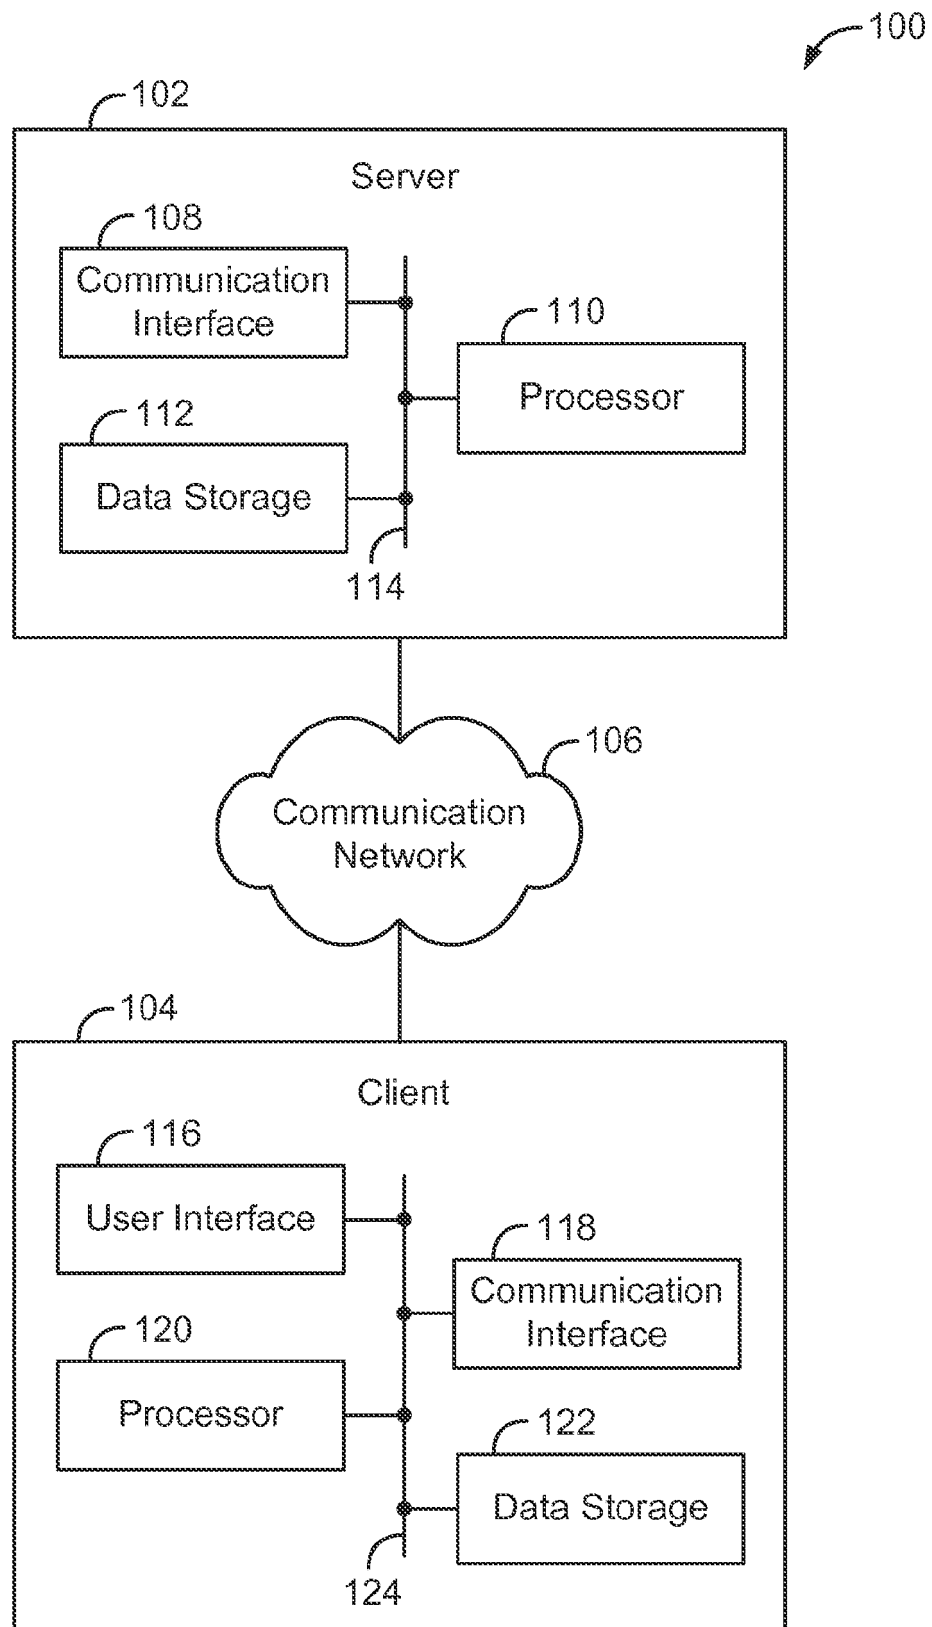 100
102
Server
108
Communication
Interface
110
Processor
112
Data Storage
114
106
Communication
Network
104
Client
116
User Interface
118
Communication
Interface
120
Processor
122
Data Storage
124